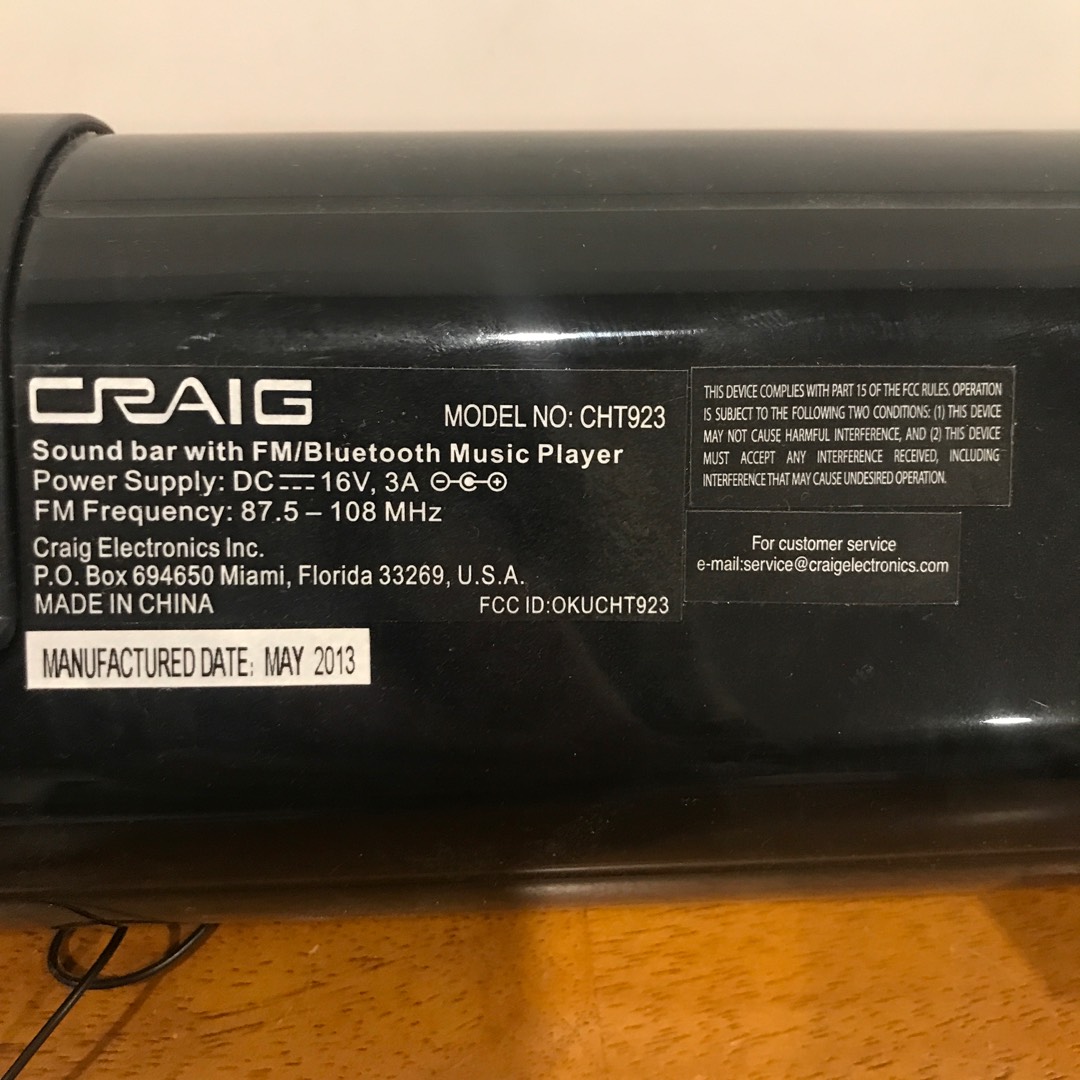 CRAIG
MODEL NO: CHT923
Sound bar with FM/Bluetooth Music Player
Power Supply: DC 16V, 3A
FM Frequency: 87.5 – 108 MHz
Craig Electronics Inc.
P.O. Box 694650 Miami, Florida 33269, U.S.A.
MADE IN CHINA
FCC ID:OKUCHT923
MANUFACTURED DATE: MAY 2013
THIS DEVICE COMPLIES WITH PART 15 OF THE FCC RULES. OPERATION
IS SUBJECT TO THE FOLLOWING TWO CONDITIONS: (1) THIS DEVICE
MAY NOT CAUSE HARMFUL INTERFERENCE, AND (2) THIS DEVICE
MUST ACCEPT ANY INTERFERENCE RECEIVED, INCLUDING
INTERFERENCE THAT MAY CAUSE UNDESIRED OPERATION.
For customer service
e-mail:service@craigelectronics.com